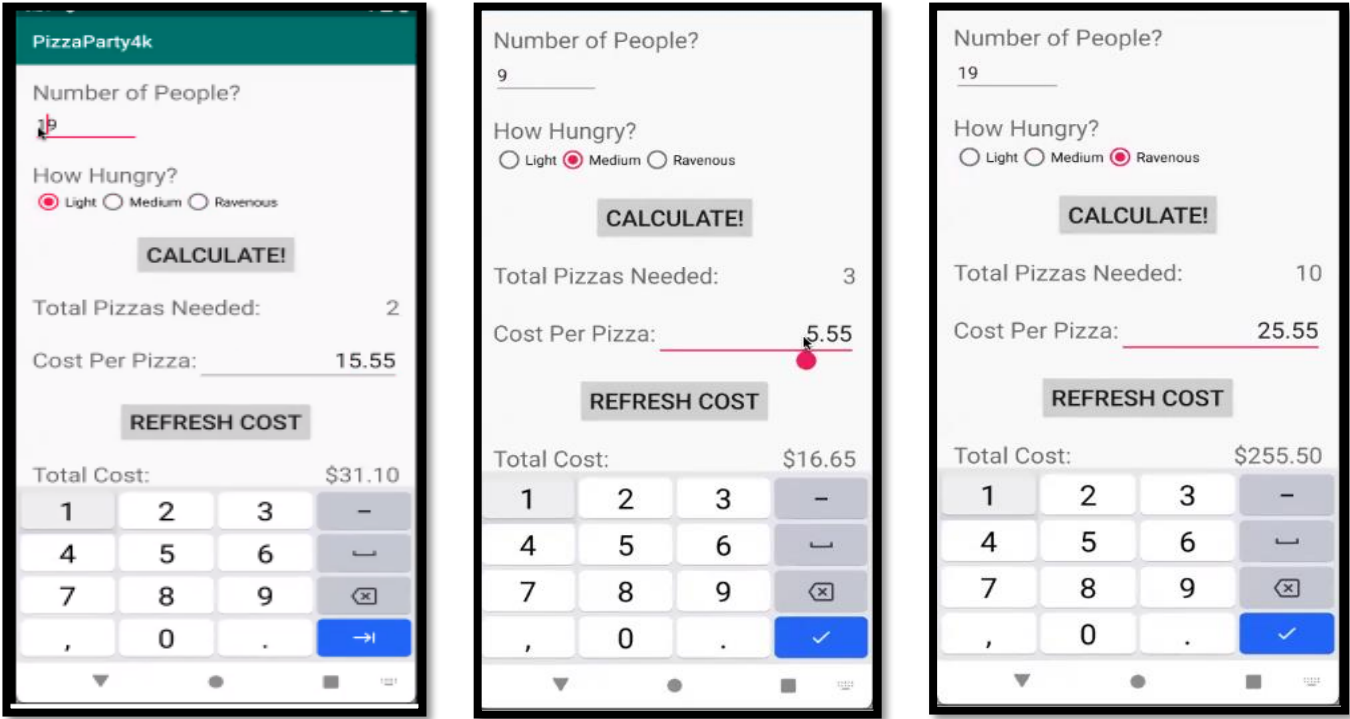 PizzaParty4k
Number of People?
19
How Hungry?
Light Medium Ravenous
CALCULATE!
Total Pizzas Needed: 2
Cost Per Pizza: 15.55
REFRESH COST
Total Cost: $31.10
1 2 3 –
4 5 6
7 8 9
, 0 .
Number of People?
9
How Hungry?
Light Medium Ravenous
CALCULATE!
Total Pizzas Needed: 3
Cost Per Pizza: 5.55
REFRESH COST
Total Cost: $16.65
1 2 3 –
4 5 6
7 8 9
, 0 .
Number of People?
19
How Hungry?
Light Medium Ravenous
CALCULATE!
Total Pizzas Needed: 10
Cost Per Pizza: 25.55
REFRESH COST
Total Cost: $255.50
1 2 3 –
4 5 6
7 8 9
, 0 .